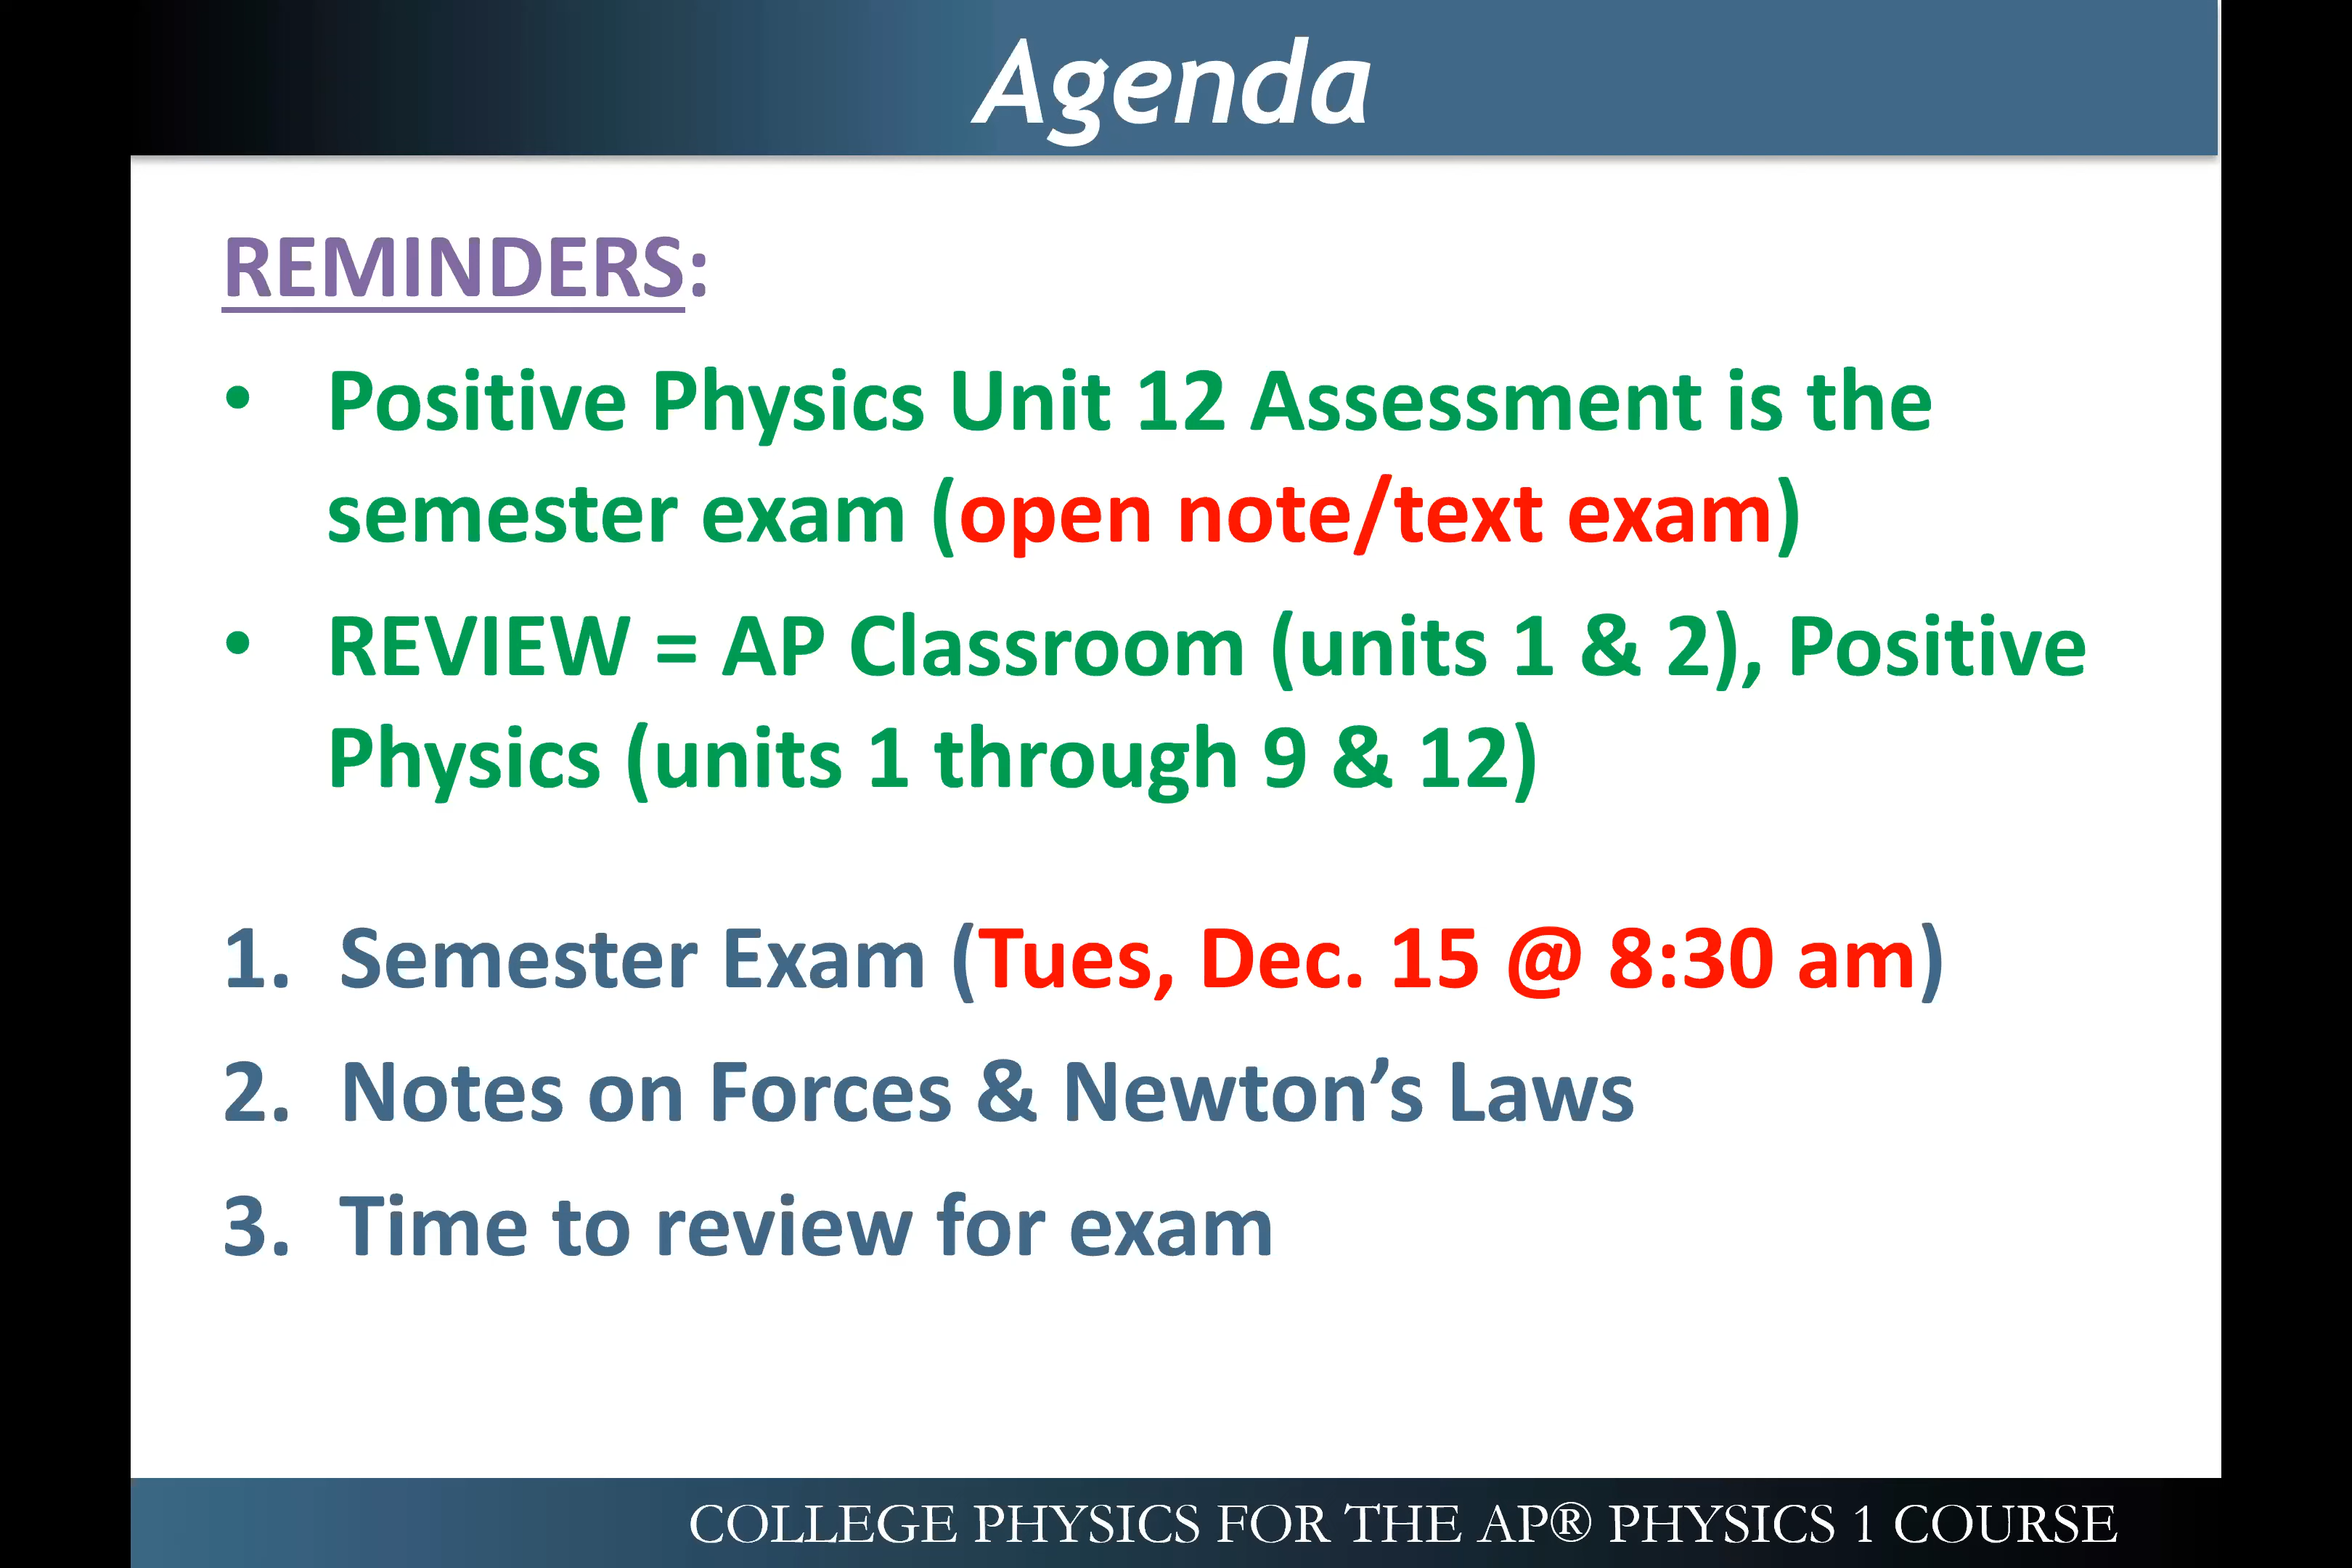 Agenda
REMINDERS:
• Positive Physics Unit 12 Assessment is the
semester exam (open note/text exam)
• REVIEW = AP Classroom (units 1 & 2), Positive
Physics (units 1 through 9 & 12)
1. Semester Exam (Tues, Dec. 15 @ 8:30 am)
2. Notes on Forces & Newton’s Laws
3. Time to review for exam
COLLEGE PHYSICS FOR THE AP® PHYSICS 1 COURSE